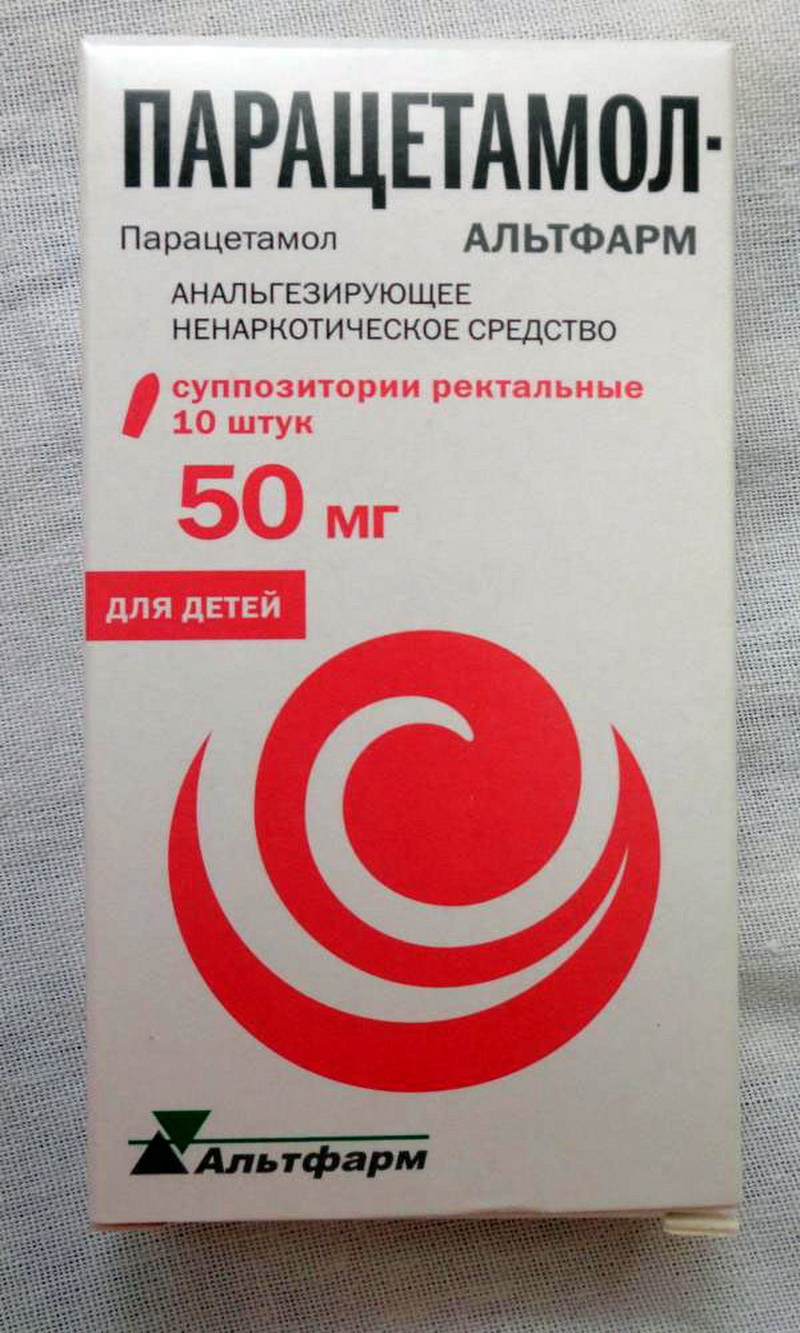 ПАРАЦЕТАМОЛ-
Парацетамол АЛЬТФАРМ
АНАЛЬГЕЗИРУЮЩЕЕ
НЕНАРКОТИЧЕСКОЕ СРЕДСТВО
суппозитории ректальные
10 штук
50 мг
ДЛЯ ДЕТЕЙ
Альтфарм